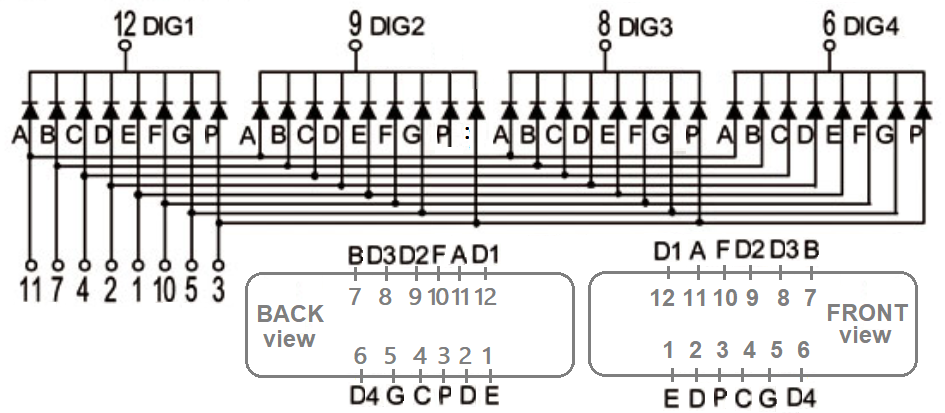 12 DIG1 9 DIG2 8 DIG3 6 DIG4
A B C D E F G P A B C D E F G P : A B C D E F G P A B C D E F G P
11 7 4 2 1 10 5 3
B D3 D2 F A D1
7 8 9 10 11 12
BACK
view
6 5 4 3 2 1
D4 G C P D E
D1 A F D2 D3 B
12 11 10 9 8 7
FRONT
view
1 2 3 4 5 6
E D P C G D4